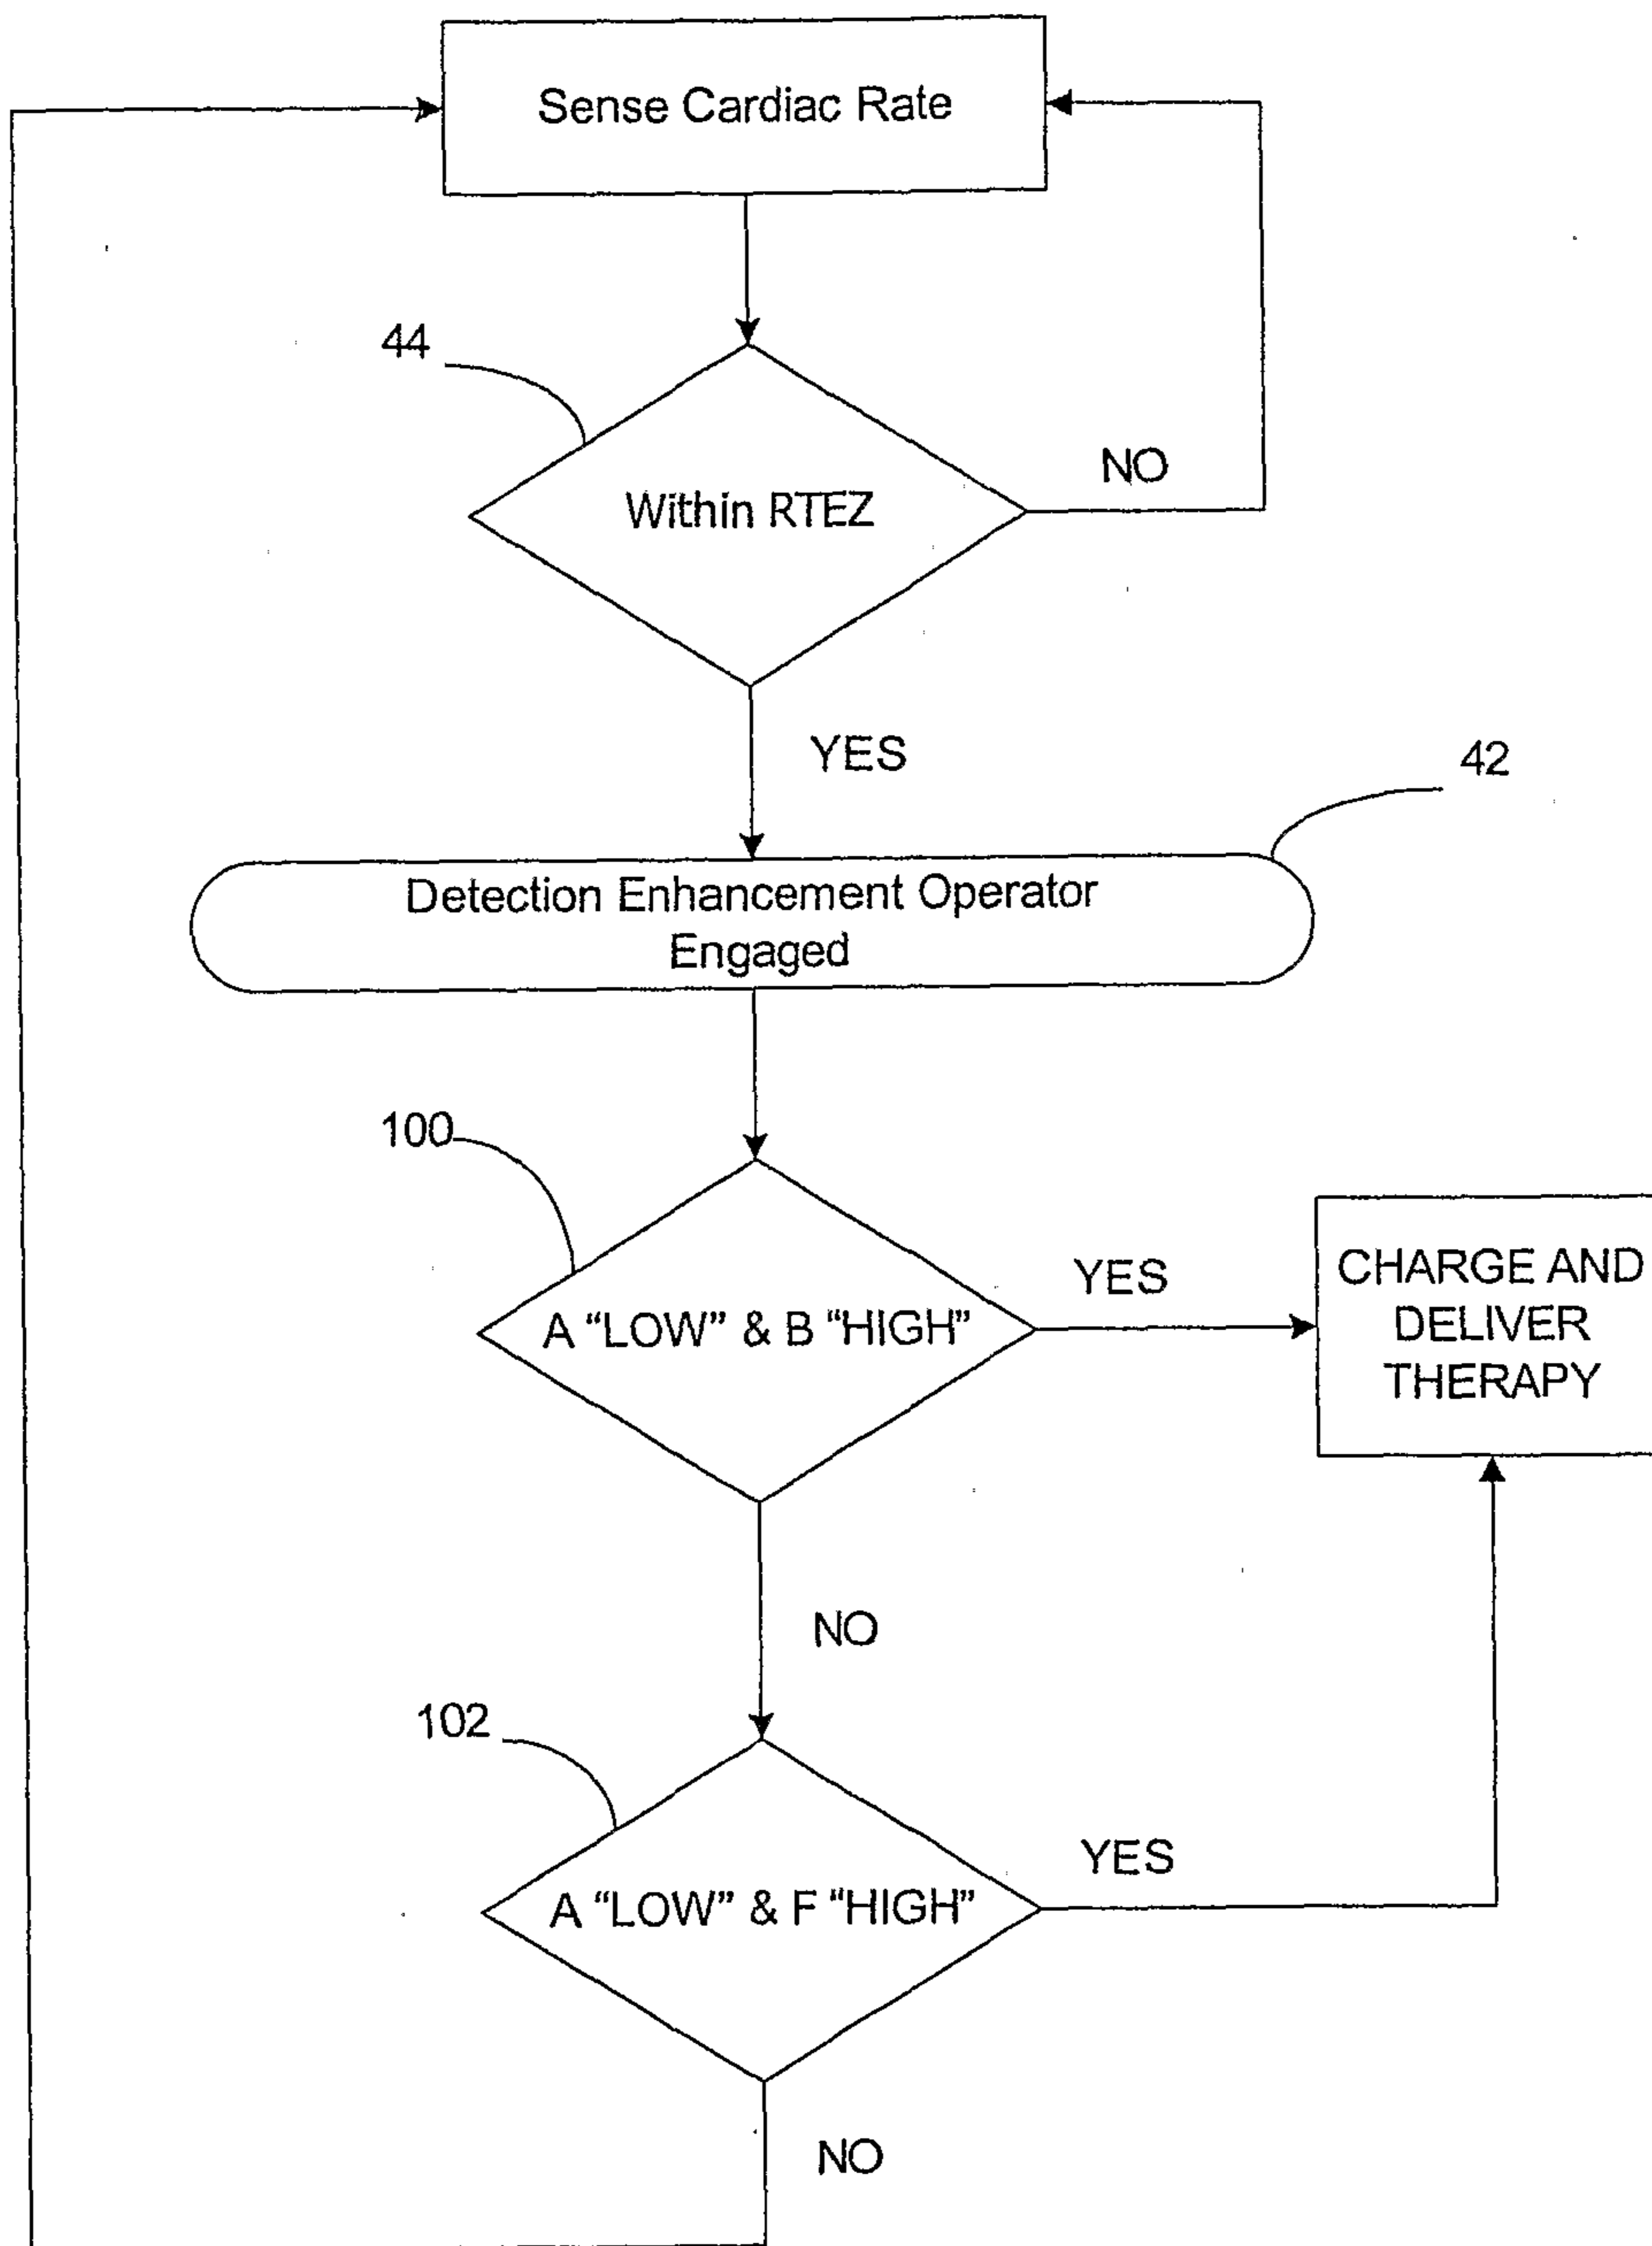 Sense Cardiac Rate
44
Within RTEZ
NO
YES
42
Detection Enhancement Operator
Engaged
100
A “LOW” & B “HIGH”
YES
CHARGE AND
DELIVER
THERAPY
NO
102
A “LOW” & F “HIGH”
YES
NO